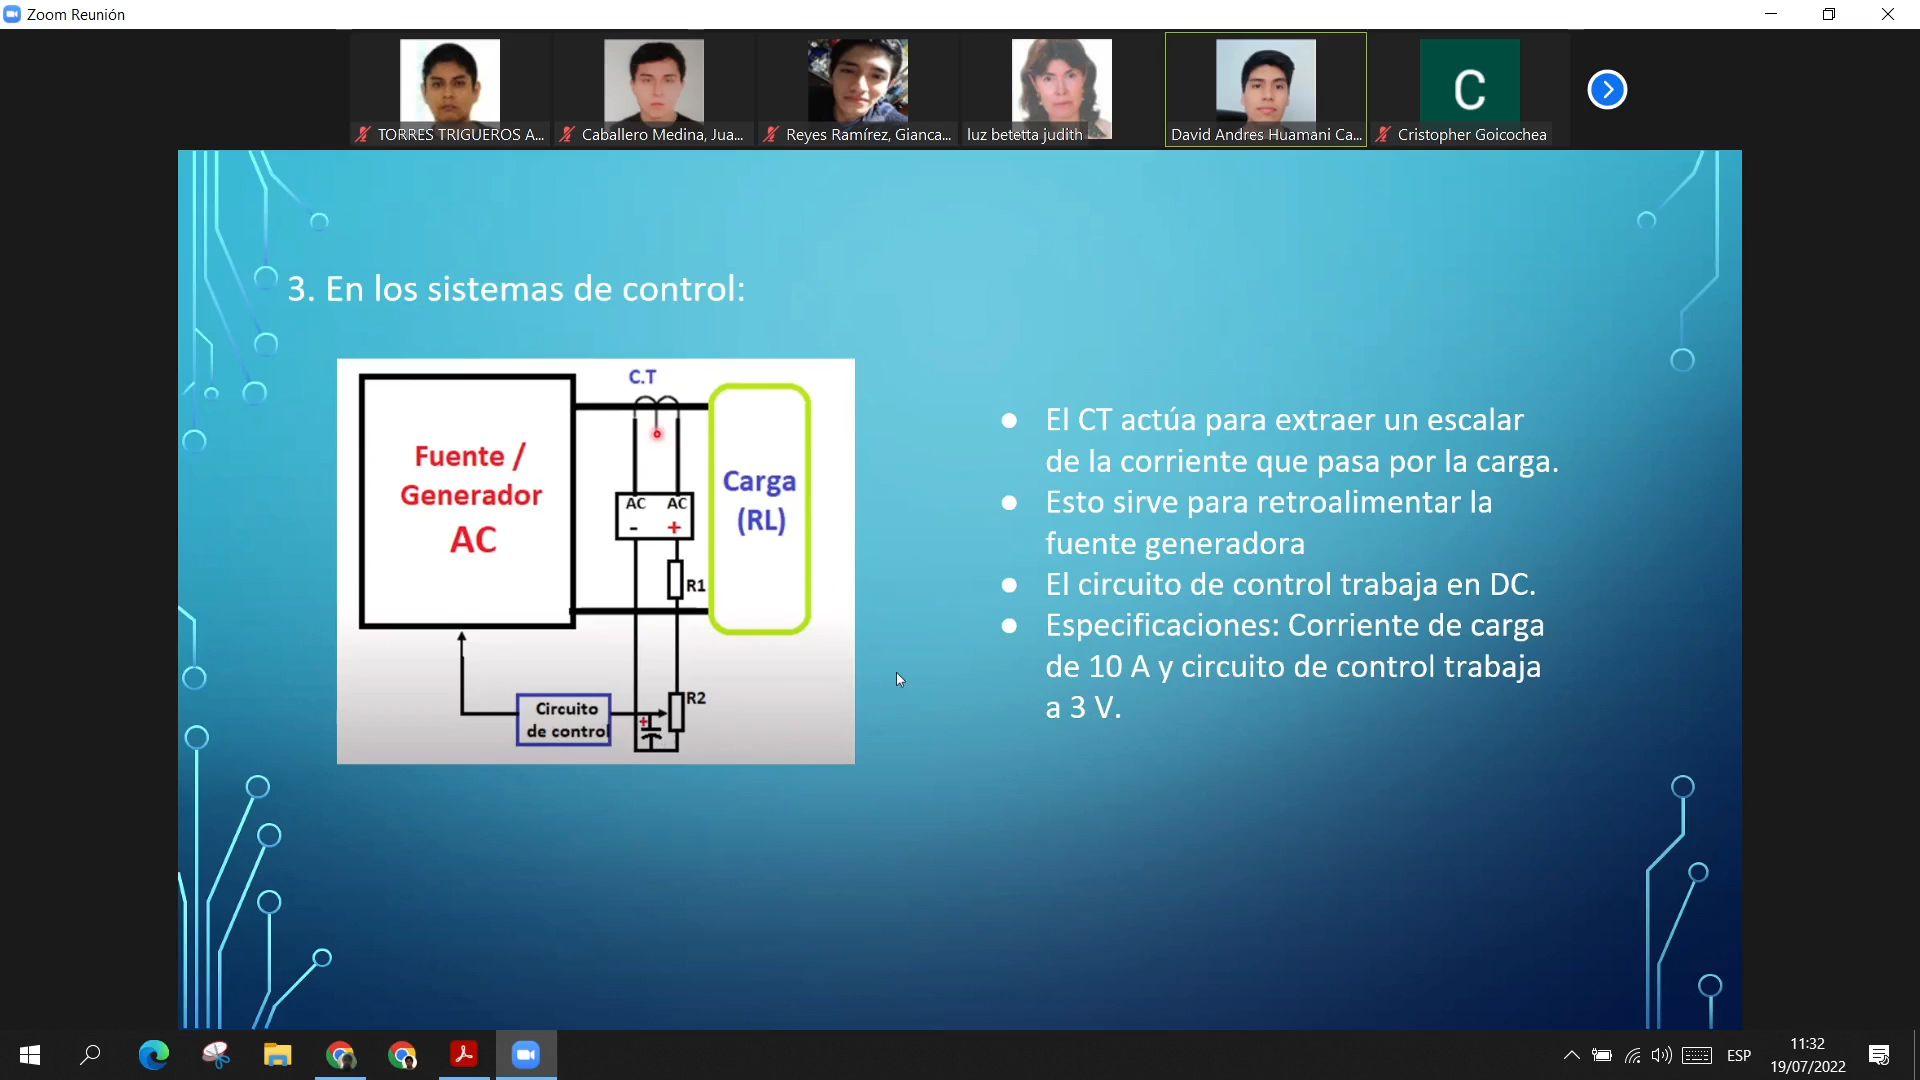 Zoom Reunión
TORRES TRIGUEROS A...
Caballero Medina, Jua...
Reyes Ramírez, Gianca...
luz betetta judith
David Andres Huamani Ca...
C
Cristopher Goicochea
3. En los sistemas de control:
C.T
Fuente /
Generador
AC
AC AC
- +
Carga
(RL)
R1
R2
Circuito
de control
+
● El CT actúa para extraer un escalar
de la corriente que pasa por la carga.
● Esto sirve para retroalimentar la
fuente generadora
● El circuito de control trabaja en DC.
● Especificaciones: Corriente de carga
de 10 A y circuito de control trabaja
a 3 V.
ESP
11:32
19/07/2022